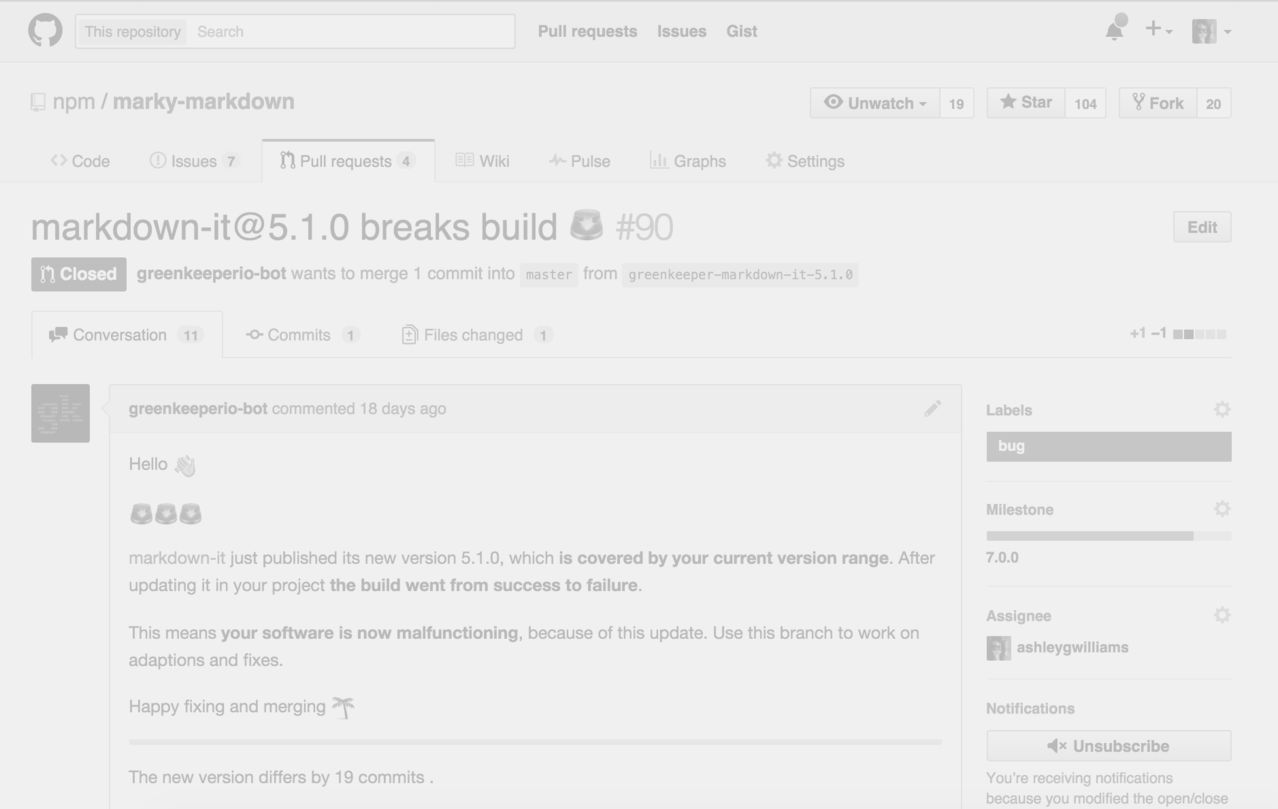 This repository Search Pull requests Issues Gist
npm / marky-markdown Unwatch 19 Star 104 Fork 20
Code Issues 7 Pull requests 4 Wiki Pulse Graphs Settings
markdown-it@5.1.0 breaks build #90 Edit
Closed greenkeeperio-bot wants to merge 1 commit into master from greenkeeper-markdown-it-5.1.0
Conversation 11 Commits 1 Files changed 1 +1 −1
gk
greenkeeperio-bot commented 18 days ago
Hello
markdown-it just published its new version 5.1.0, which is covered by your current version range. After
updating it in your project the build went from success to failure.
This means your software is now malfunctioning, because of this update. Use this branch to work on
adaptions and fixes.
Happy fixing and merging
The new version differs by 19 commits .
Labels
bug
Milestone
7.0.0
Assignee
ashleygwilliams
Notifications
Unsubscribe
You're receiving notifications
because you modified the open/close